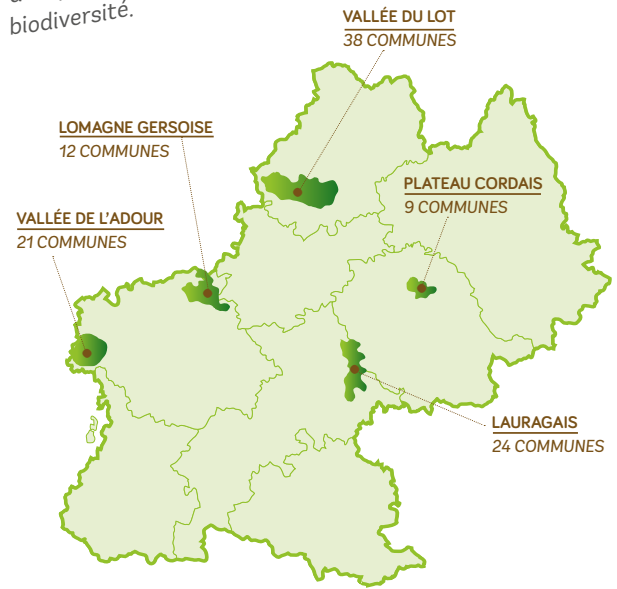 biodiversité.
VALLÉE DU LOT
38 COMMUNES
LOMAGNE GERSOISE
12 COMMUNES
PLATEAU CORDAIS
9 COMMUNES
VALLÉE DE L'ADOUR
21 COMMUNES
LAURAGAIS
24 COMMUNES